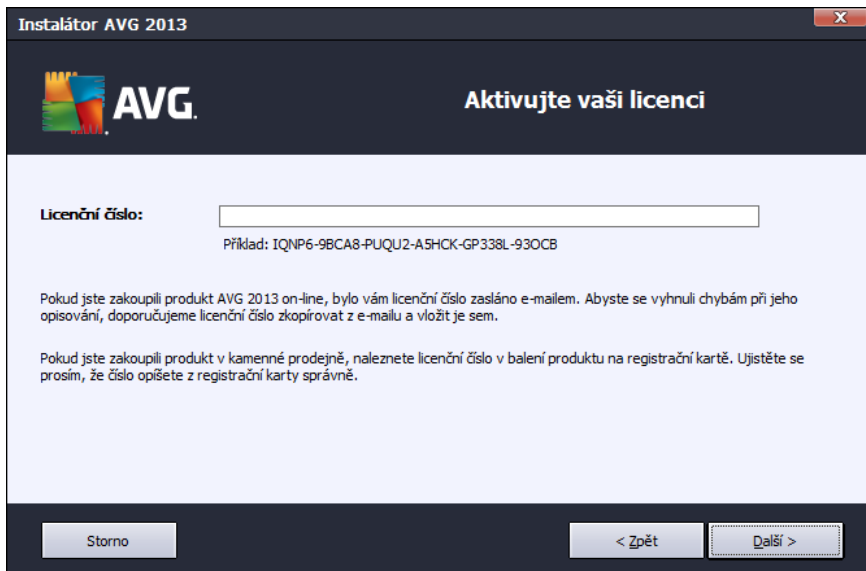 Instalátor AVG 2013
AVG.
Aktivujte vaši licenci
Licenční číslo:
Příklad: IQNP6-9BCA8-PUQU2-A5HCK-GP338L-93OCB
Pokud jste zakoupili produkt AVG 2013 on-line, bylo vám licenční číslo zasláno e-mailem. Abyste se vyhnuli chybám při jeho
opisování, doporučujeme licenční číslo zkopírovat z e-mailu a vložit je sem.
Pokud jste zakoupili produkt v kamenné prodejně, naleznete licenční číslo v balení produktu na registrační kartě. Ujistěte se
prosím, že číslo opíšete z registrační karty správně.
Storno
< Zpět
Další >